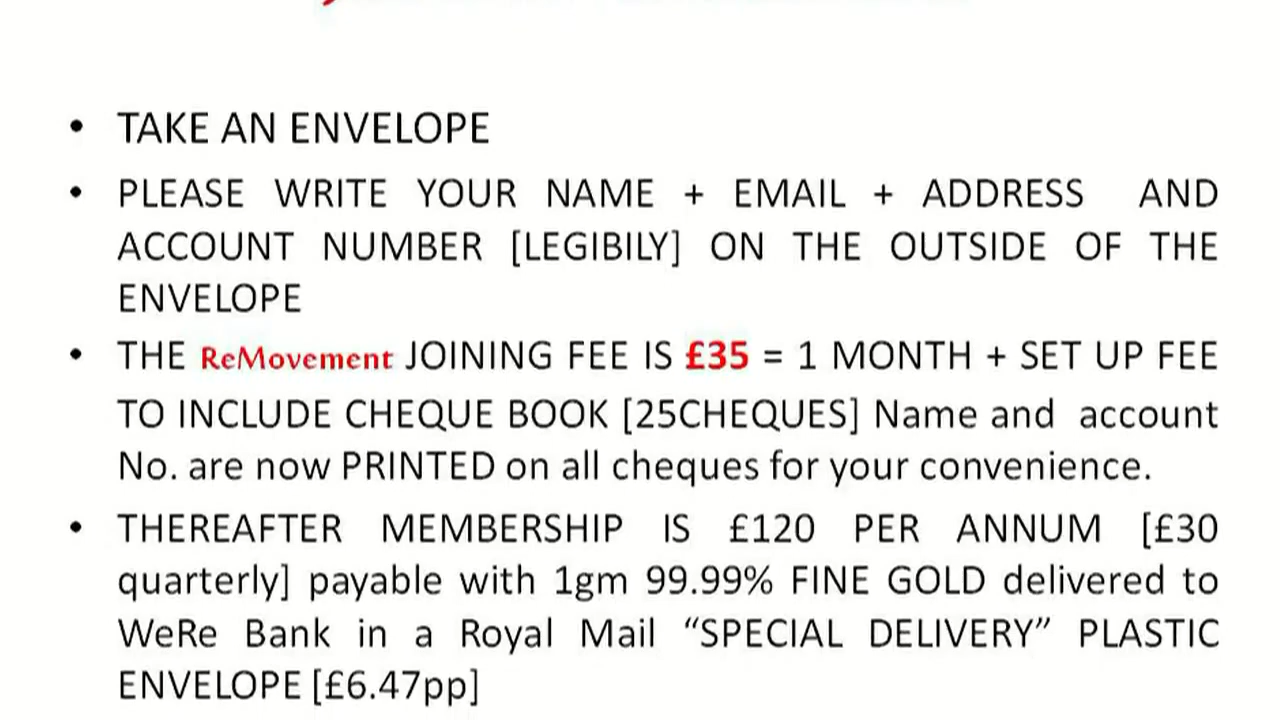 • TAKE AN ENVELOPE
• PLEASE WRITE YOUR NAME + EMAIL + ADDRESS AND
ACCOUNT NUMBER [LEGIBILY] ON THE OUTSIDE OF THE
ENVELOPE
• THE ReMovement JOINING FEE IS £35 = 1 MONTH + SET UP FEE
TO INCLUDE CHEQUE BOOK [25CHEQUES] Name and account
No. are now PRINTED on all cheques for your convenience.
• THEREAFTER MEMBERSHIP IS £120 PER ANNUM [£30
quarterly] payable with 1gm 99.99% FINE GOLD delivered to
WeRe Bank in a Royal Mail “SPECIAL DELIVERY” PLASTIC
ENVELOPE [£6.47pp]